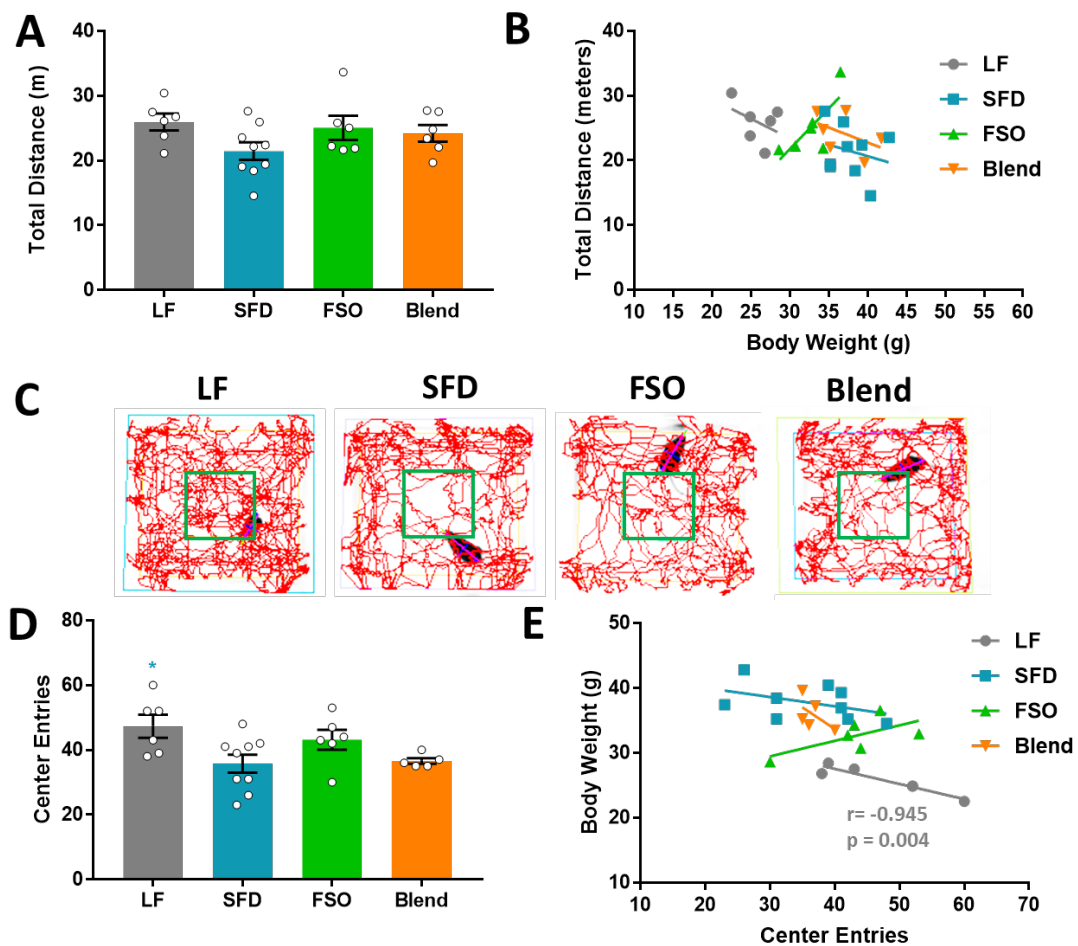 A
Total Distance (m)
40
30
20
10
0
LF SFD FSO Blend
B
Total Distance (meters)
40
30
20
10
0
10 15 20 25 30 35 40 45 50 55 60
Body Weight (g)
LF
SFD
FSO
Blend
C
LF SFD FSO Blend
D
Center Entries
80
60
40
20
0
*
LF SFD FSO Blend
E
Body Weight (g)
50
40
30
20
10
10 20 30 40 50 60 70
Center Entries
LF
SFD
FSO
Blend
r= -0.945
p = 0.004